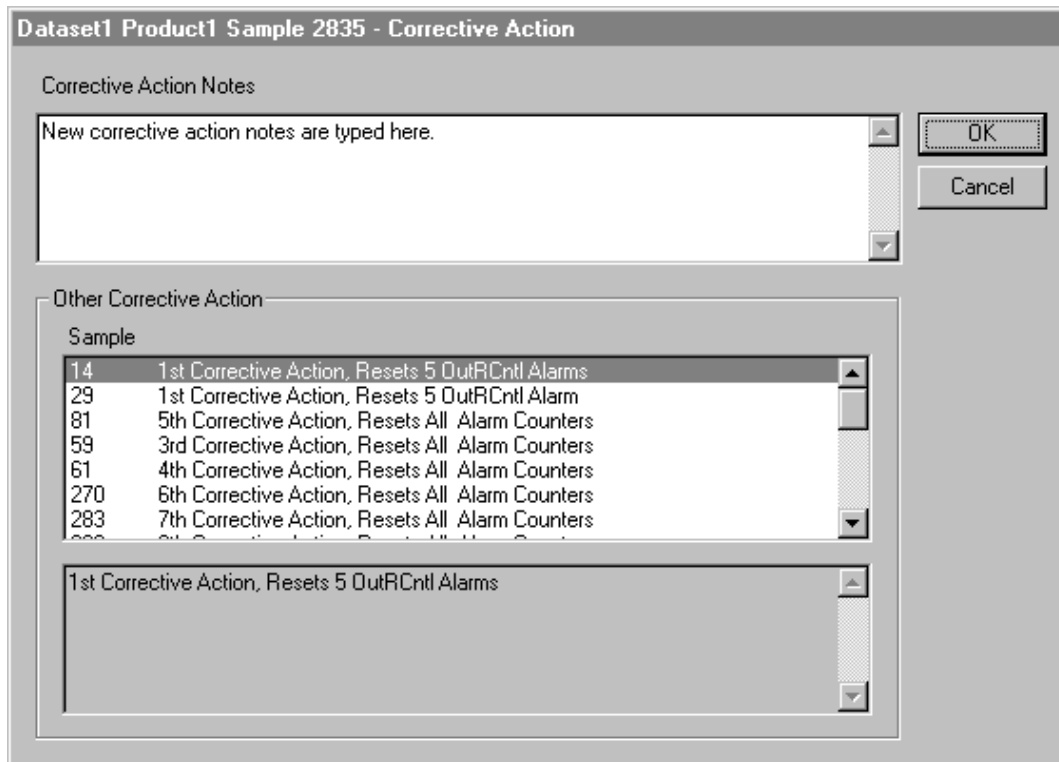 Dataset1 Product1 Sample 2835 - Corrective Action
Corrective Action Notes
New corrective action notes are typed here.
OK
Cancel
Other Corrective Action
Sample
14 1st Corrective Action, Resets 5 OutRCntl Alarms
29 1st Corrective Action, Resets 5 OutRCntl Alarm
81 5th Corrective Action, Resets All Alarm Counters
59 3rd Corrective Action, Resets All Alarm Counters
61 4th Corrective Action, Resets All Alarm Counters
270 6th Corrective Action, Resets All Alarm Counters
283 7th Corrective Action, Resets All Alarm Counters
1st Corrective Action, Resets 5 OutRCntl Alarms